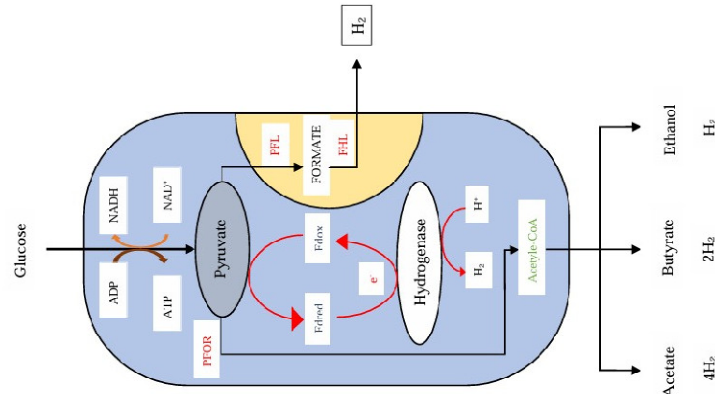 Glucose
ADP
NADH
ATP
NAD⁺
Pyruvate
PFOR
PFL
FORMATE
FHL
H₂
Fdred
Fdox
e⁻
Hydrogenase
H₂
H⁺
Acetyle-CoA
Acetate
Butyrate
Ethanol
4H₂
2H₂
H₂